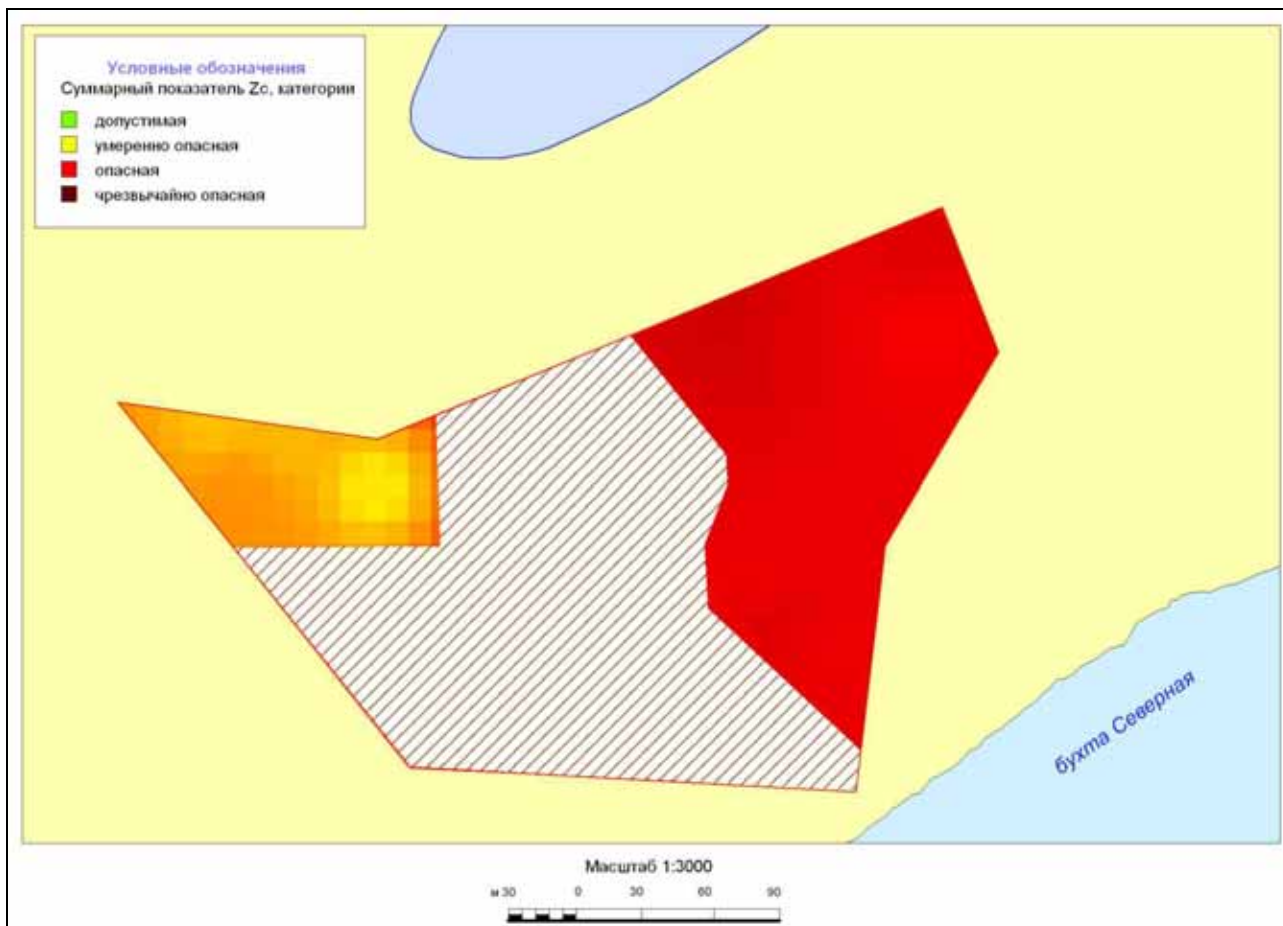 Условные обозначения
Суммарный показатель Zc, категории
допустимая
умеренно опасная
опасная
чрезвычайно опасная
бухта Северная
Масштаб 1:3000
м 30 0 30 60 90